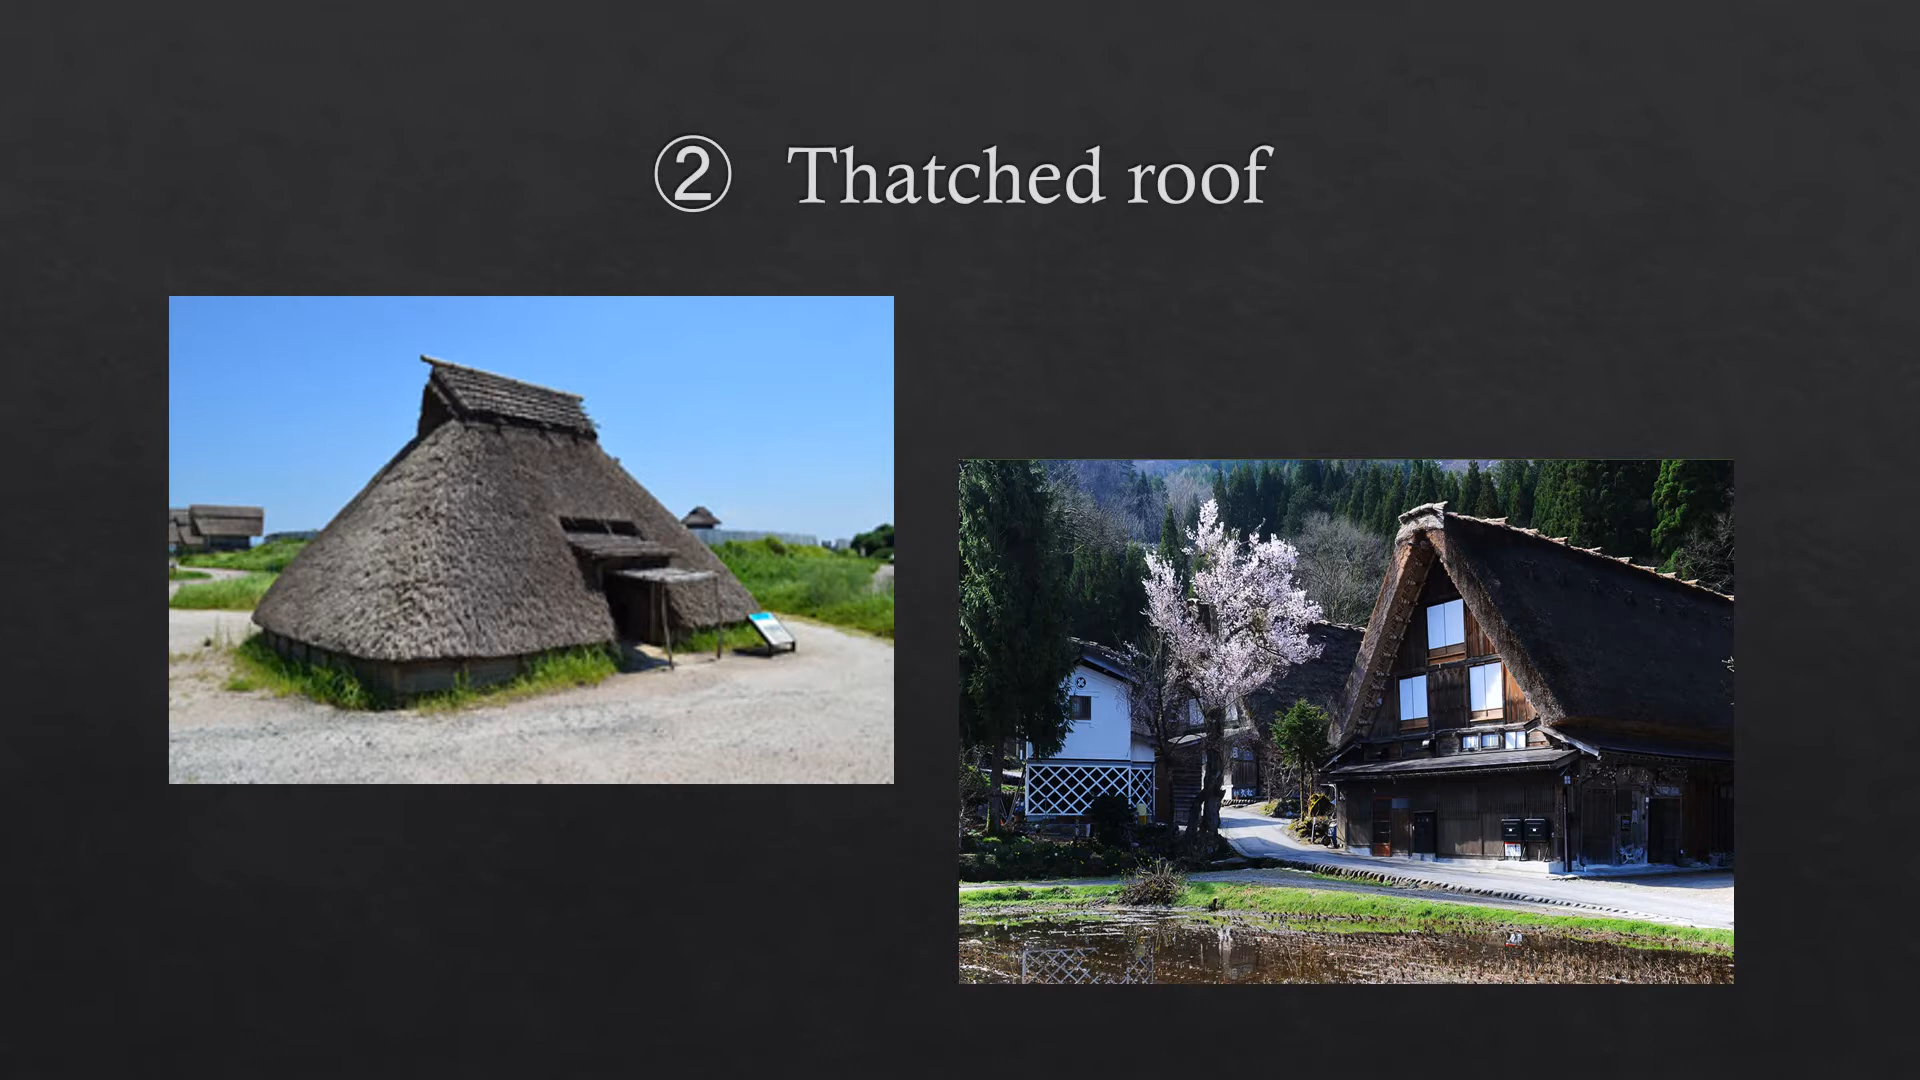 ② Thatched roof